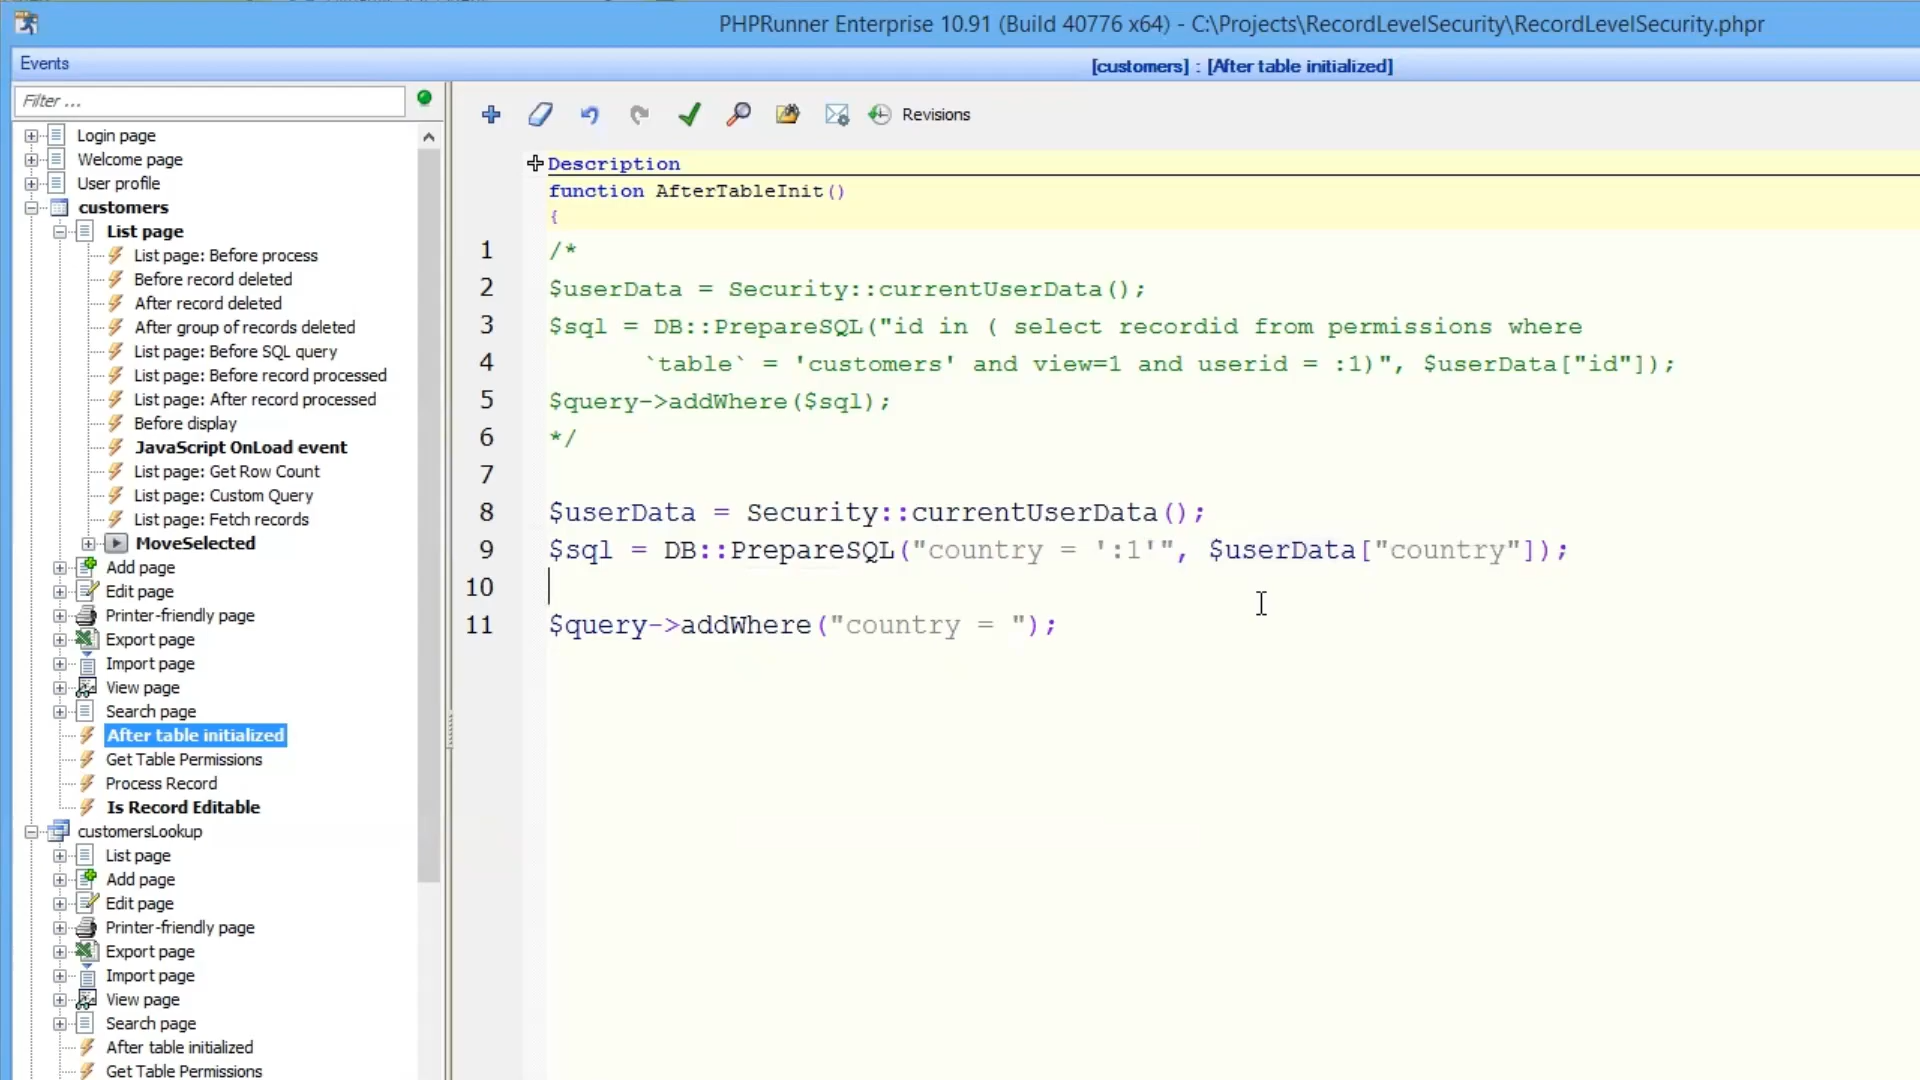 PHPRunner Enterprise 10.91 (Build 40776 x64) - C:\Projects\RecordLevelSecurity\RecordLevelSecurity.phpr
Events
[customers] : [After table initialized]
Filter ...
Revisions
Login page
Welcome page
User profile
customers
List page
List page: Before process
Before record deleted
After record deleted
After group of records deleted
List page: Before SQL query
List page: Before record processed
List page: After record processed
Before display
JavaScript OnLoad event
List page: Get Row Count
List page: Custom Query
List page: Fetch records
MoveSelected
Add page
Edit page
Printer-friendly page
Export page
Import page
View page
Search page
After table initialized
Get Table Permissions
Process Record
Is Record Editable
customersLookup
List page
Add page
Edit page
Printer-friendly page
Export page
Import page
View page
Search page
After table initialized
Get Table Permissions
Description
function AfterTableInit()
{
1 /*
2 $userData = Security::currentUserData();
3 $sql = DB::PrepareSQL("id in ( select recordid from permissions where
4 `table` = 'customers' and view=1 and userid = :1)", $userData["id"]);
5 $query->addWhere($sql);
6 */
7
8 $userData = Security::currentUserData();
9 $sql = DB::PrepareSQL("country = ':1'", $userData["country"]);
10
11 $query->addWhere("country = ");